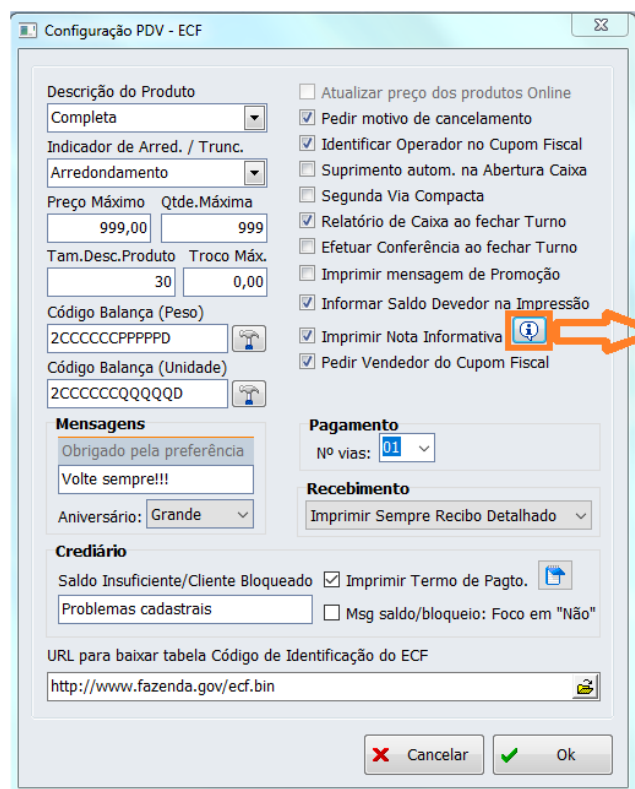 Configuração PDV - ECF
Descrição do Produto
Completa
Indicador de Arred. / Trunc.
Arredondamento
Preço Máximo Qtde.Máxima
999,00 999
Tam.Desc.Produto Troco Máx.
30 0,00
Código Balança (Peso)
2CCCCCCPPPPPD
Código Balança (Unidade)
2CCCCCCQQQQQD
Atualizar preço dos produtos Online
Pedir motivo de cancelamento
Identificar Operador no Cupom Fiscal
Suprimento autom. na Abertura Caixa
Segunda Via Compacta
Relatório de Caixa ao fechar Turno
Efetuar Conferência ao fechar Turno
Imprimir mensagem de Promoção
Informar Saldo Devedor na Impressão
Imprimir Nota Informativa
Pedir Vendedor do Cupom Fiscal
Mensagens
Obrigado pela preferência
Volte sempre!!!
Aniversário: Grande
Pagamento
Nº vias: 01
Recebimento
Imprimir Sempre Recibo Detalhado
Crediário
Saldo Insuficiente/Cliente Bloqueado Imprimir Termo de Pagto.
Problemas cadastrais Msg saldo/bloqueio: Foco em "Não"
URL para baixar tabela Código de Identificação do ECF
http://www.fazenda.gov/ecf.bin
Cancelar Ok